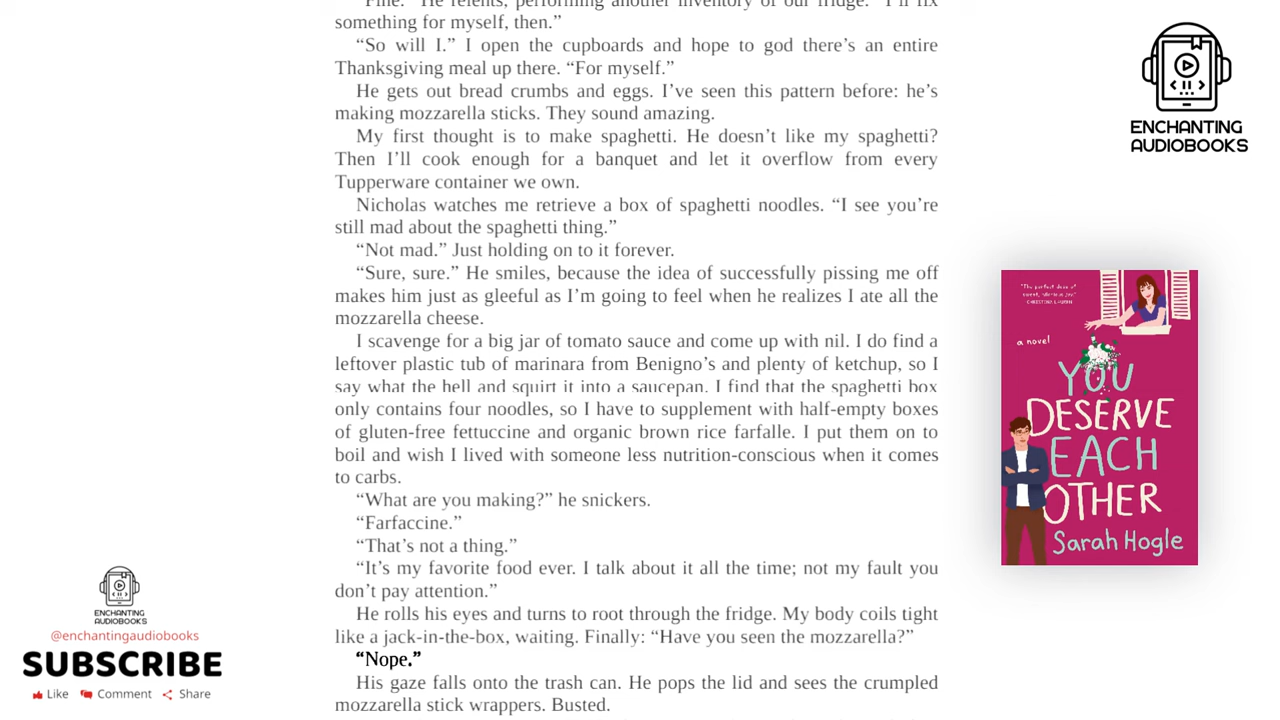 “Fine.” He relents, performing another inventory of our fridge. “I’ll fix
something for myself, then.”
“So will I.” I open the cupboards and hope to god there’s an entire
Thanksgiving meal up there. “For myself.”
He gets out bread crumbs and eggs. I’ve seen this pattern before: he’s
making mozzarella sticks. They sound amazing.
My first thought is to make spaghetti. He doesn’t like my spaghetti?
Then I’ll cook enough for a banquet and let it overflow from every
Tupperware container we own.
Nicholas watches me retrieve a box of spaghetti noodles. “I see you’re
still mad about the spaghetti thing.”
“Not mad.” Just holding on to it forever.
“Sure, sure.” He smiles, because the idea of successfully pissing me off
makes him just as gleeful as I’m going to feel when he realizes I ate all the
mozzarella cheese.
I scavenge for a big jar of tomato sauce and come up with nil. I do find a
leftover plastic tub of marinara from Benigno’s and plenty of ketchup, so I
say what the hell and squirt it into a saucepan. I find that the spaghetti box
only contains four noodles, so I have to supplement with half-empty boxes
of gluten-free fettuccine and organic brown rice farfalle. I put them on to
boil and wish I lived with someone less nutrition-conscious when it comes
to carbs.
“What are you making?” he snickers.
“Farfaccine.”
“That’s not a thing.”
“It’s my favorite food ever. I talk about it all the time; not my fault you
don’t pay attention.”
He rolls his eyes and turns to root through the fridge. My body coils tight
like a jack-in-the-box, waiting. Finally: “Have you seen the mozzarella?”
“Nope.”
His gaze falls onto the trash can. He pops the lid and sees the crumpled
mozzarella stick wrappers. Busted.
ENCHANTING
AUDIOBOOKS
a novel
YOU
DESERVE
EACH
OTHER
Sarah Hogle
ENCHANTING
AUDIOBOOKS
@enchantingaudiobooks
SUBSCRIBE
Like Comment Share